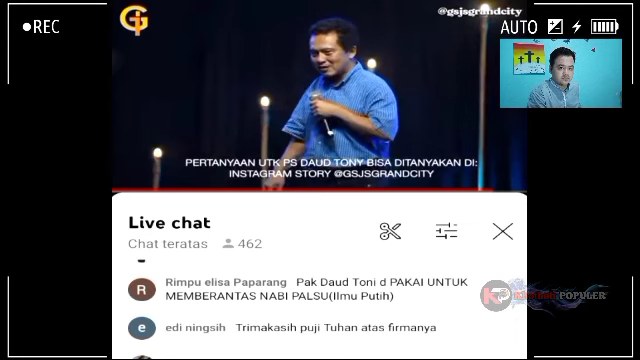 @gsjsgrandcity
REC
AUTO
PERTANYAAN UTK PS DAUD TONY BISA DITANYAKAN DI:
INSTAGRAM STORY @GSJSGRANDCITY
Live chat
Chat teratas 462
R
Rimpu elisa Paparang Pak Daud Toni d PAKAI UNTUK
MEMBERANTAS NABI PALSU(Ilmu Putih)
POPULER
e
edi ningsih Trimakasih puji Tuhan atas firmanya